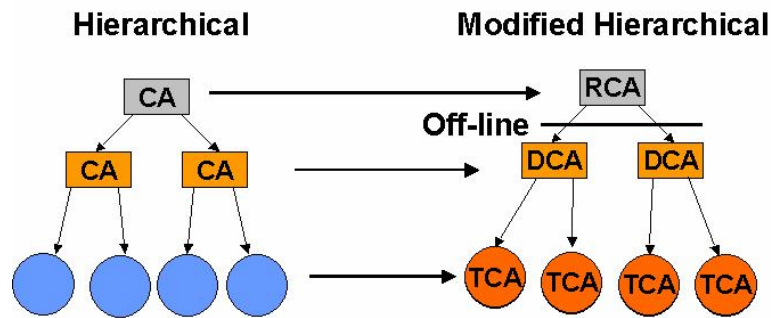 Hierarchical
Modified Hierarchical
CA
RCA
Off-line
CA
CA
DCA
DCA
TCA
TCA
TCA
TCA